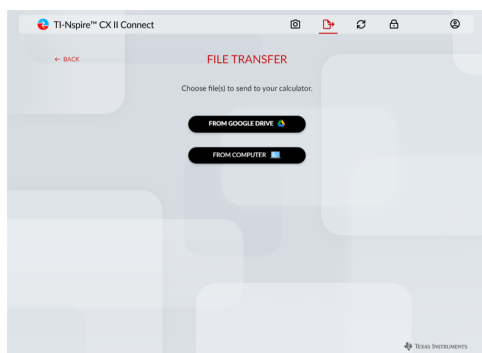 TI-Nspire™ CX II Connect
← BACK
FILE TRANSFER
Choose file(s) to send to your calculator.
FROM GOOGLE DRIVE
FROM COMPUTER
TEXAS INSTRUMENTS